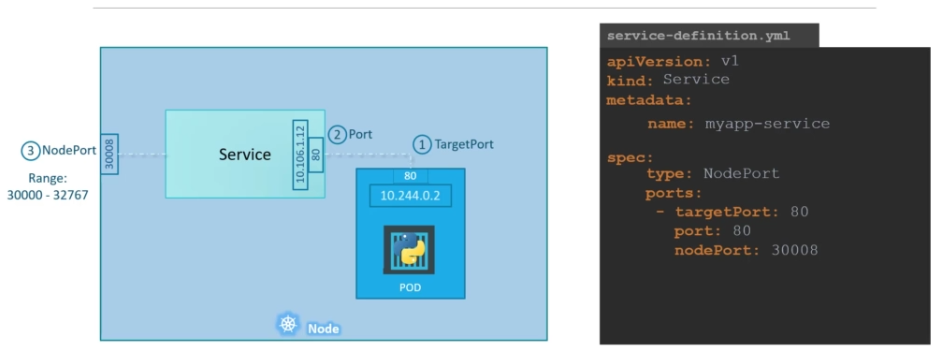 3 NodePort
Range:
30000 - 32767
30008
Service
10.106.1.12
80
2 Port
1 TargetPort
80
10.244.0.2
POD
Node
service-definition.yml
apiVersion: v1
kind: Service
metadata:
name: myapp-service
spec:
type: NodePort
ports:
- targetPort: 80
port: 80
nodePort: 30008